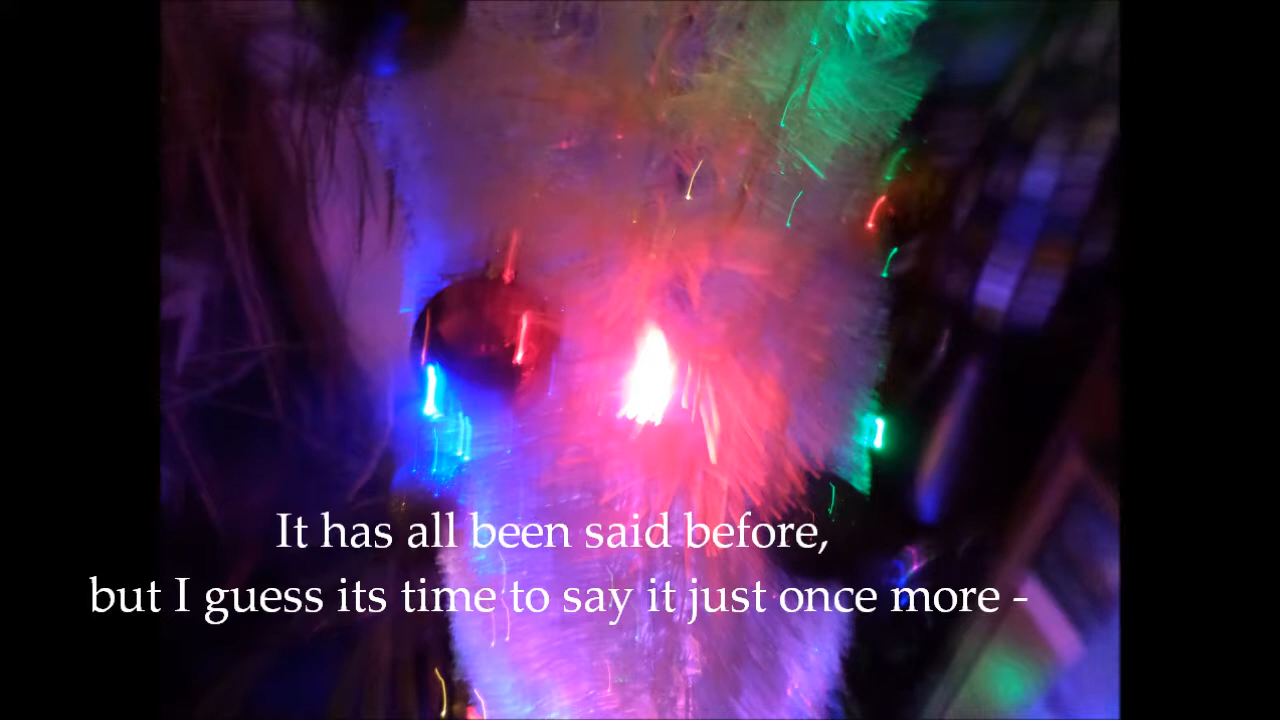 It has all been said before,
but I guess its time to say it just once more -